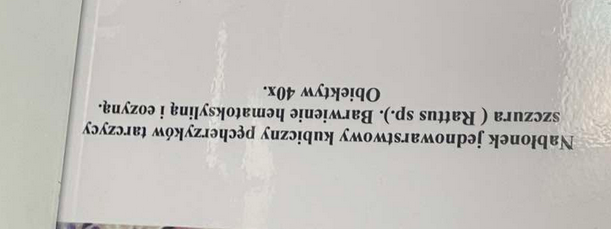 Nabłonek jednowarstwowy kubiczny pęcherzyków tarczycy
szczura ( Rattus sp.). Barwienie hematoksyliną i eozyną.
Obiektyw 40x.